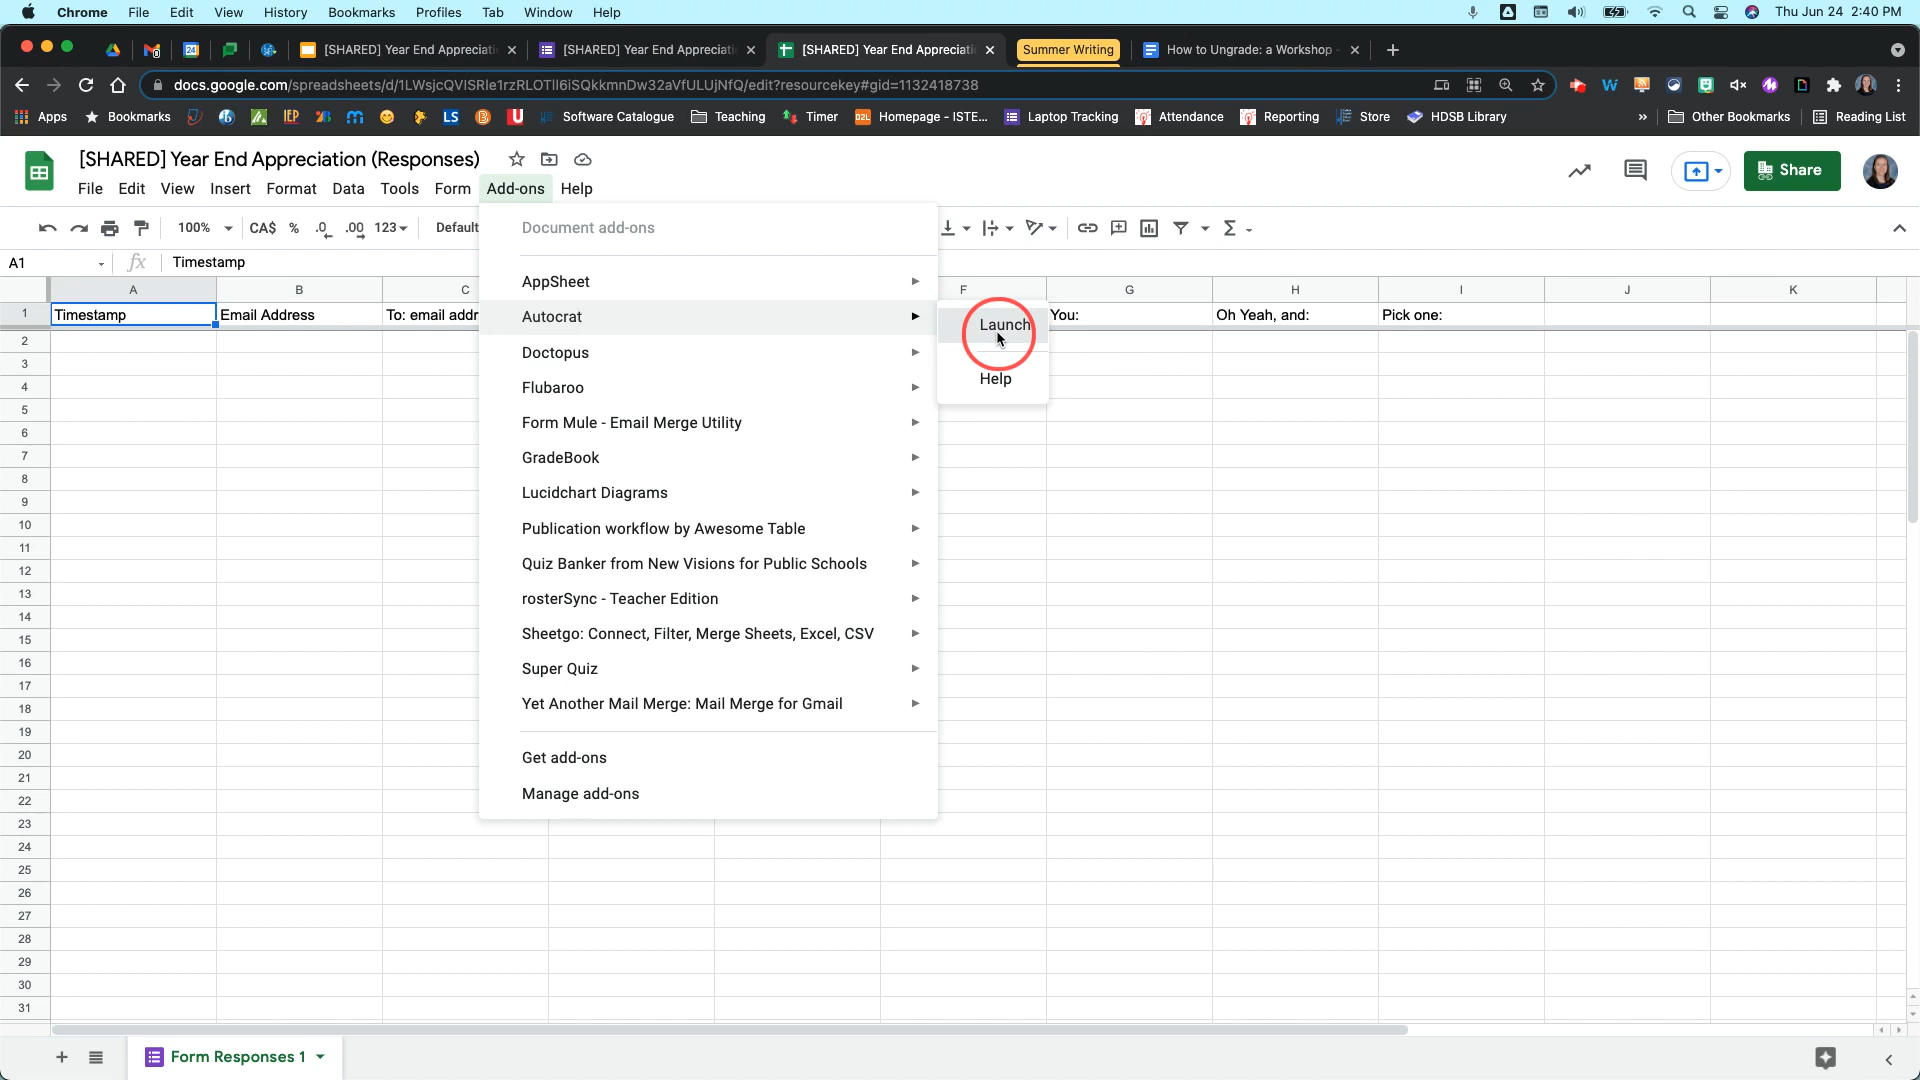 Chrome File Edit View History Bookmarks Profiles Tab Window Help Thu Jun 24 2:40 PM
[SHARED] Year End Appreciati [SHARED] Year End Appreciati [SHARED] Year End Appreciati Summer Writing How to Ungrade: a Workshop
docs.google.com/spreadsheets/d/1LWsjcQVISRIe1rzRLOTII6iSQkkmnDw32aVfULUjNfQ/edit?resourcekey#gid=1132418738
Apps Bookmarks IEP LS Software Catalogue Teaching Timer D2L Homepage - ISTE... Laptop Tracking Attendance Reporting Store HDSB Library » Other Bookmarks Reading List
[SHARED] Year End Appreciation (Responses)
Share
File Edit View Insert Format Data Tools Form Add-ons Help
100% CA$ % .0 .00 123 Default
A1 fx Timestamp
A B C F G H I J K
1 Timestamp Email Address To: email addr You: Oh Yeah, and: Pick one:
Document add-ons
AppSheet
Autocrat
Doctopus
Flubaroo
Form Mule - Email Merge Utility
GradeBook
Lucidchart Diagrams
Publication workflow by Awesome Table
Quiz Banker from New Visions for Public Schools
rosterSync - Teacher Edition
Sheetgo: Connect, Filter, Merge Sheets, Excel, CSV
Super Quiz
Yet Another Mail Merge: Mail Merge for Gmail
Get add-ons
Manage add-ons
Launch
Help
2
3
4
5
6
7
8
9
10
11
12
13
14
15
16
17
18
19
20
21
22
23
24
25
26
27
28
29
30
31
Form Responses 1